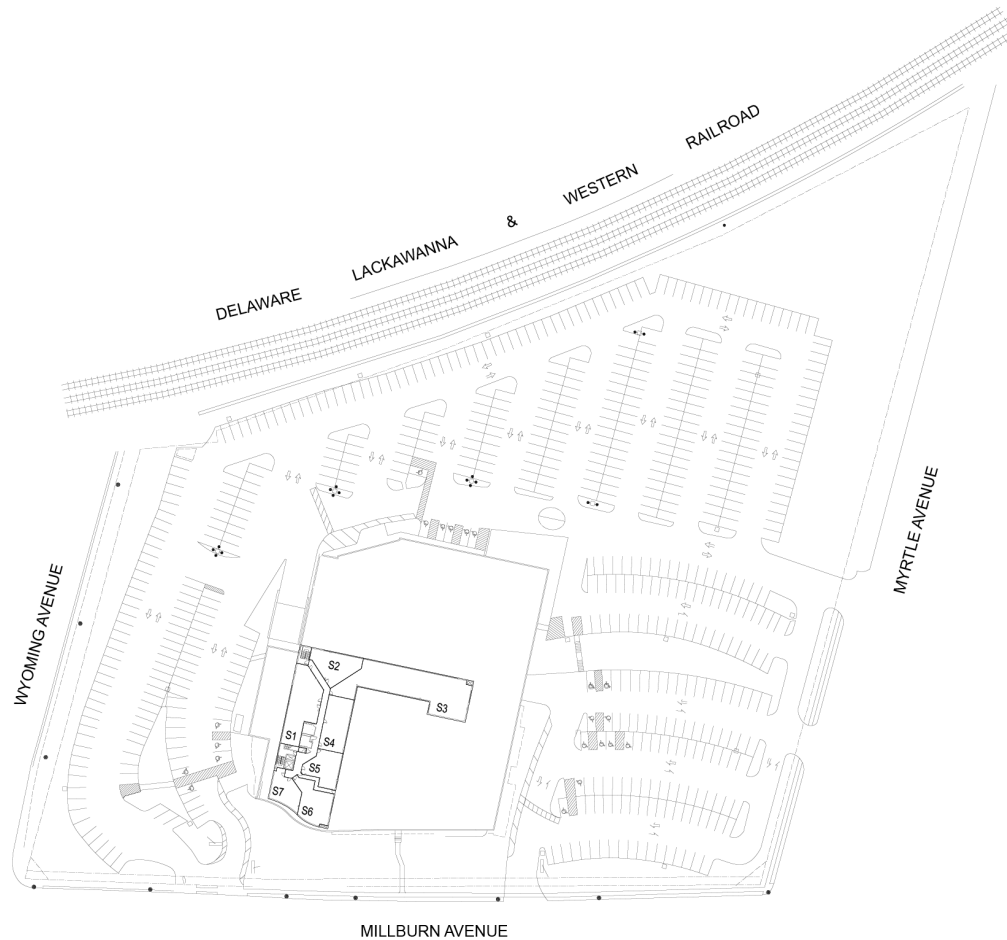 DELAWARE LACKAWANNA & WESTERN RAILROAD
WYOMING AVENUE
MYRTLE AVENUE
S2
S3
S1
S4
S5
S7
S6
MILLBURN AVENUE